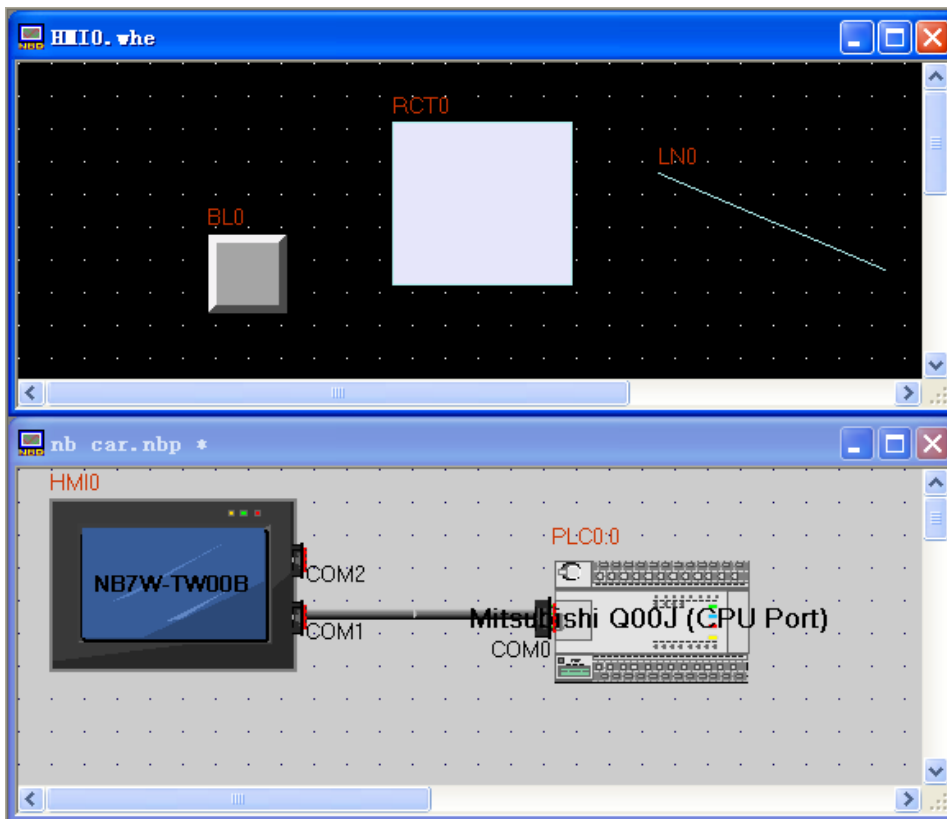 HMI0.whe
RCT0
LN0
BL0
nb car.nbp *
HMI0
PLC0:0
NB7W-TW00B
COM2
COM1
Mitsubishi Q00J (CPU Port)
COM0